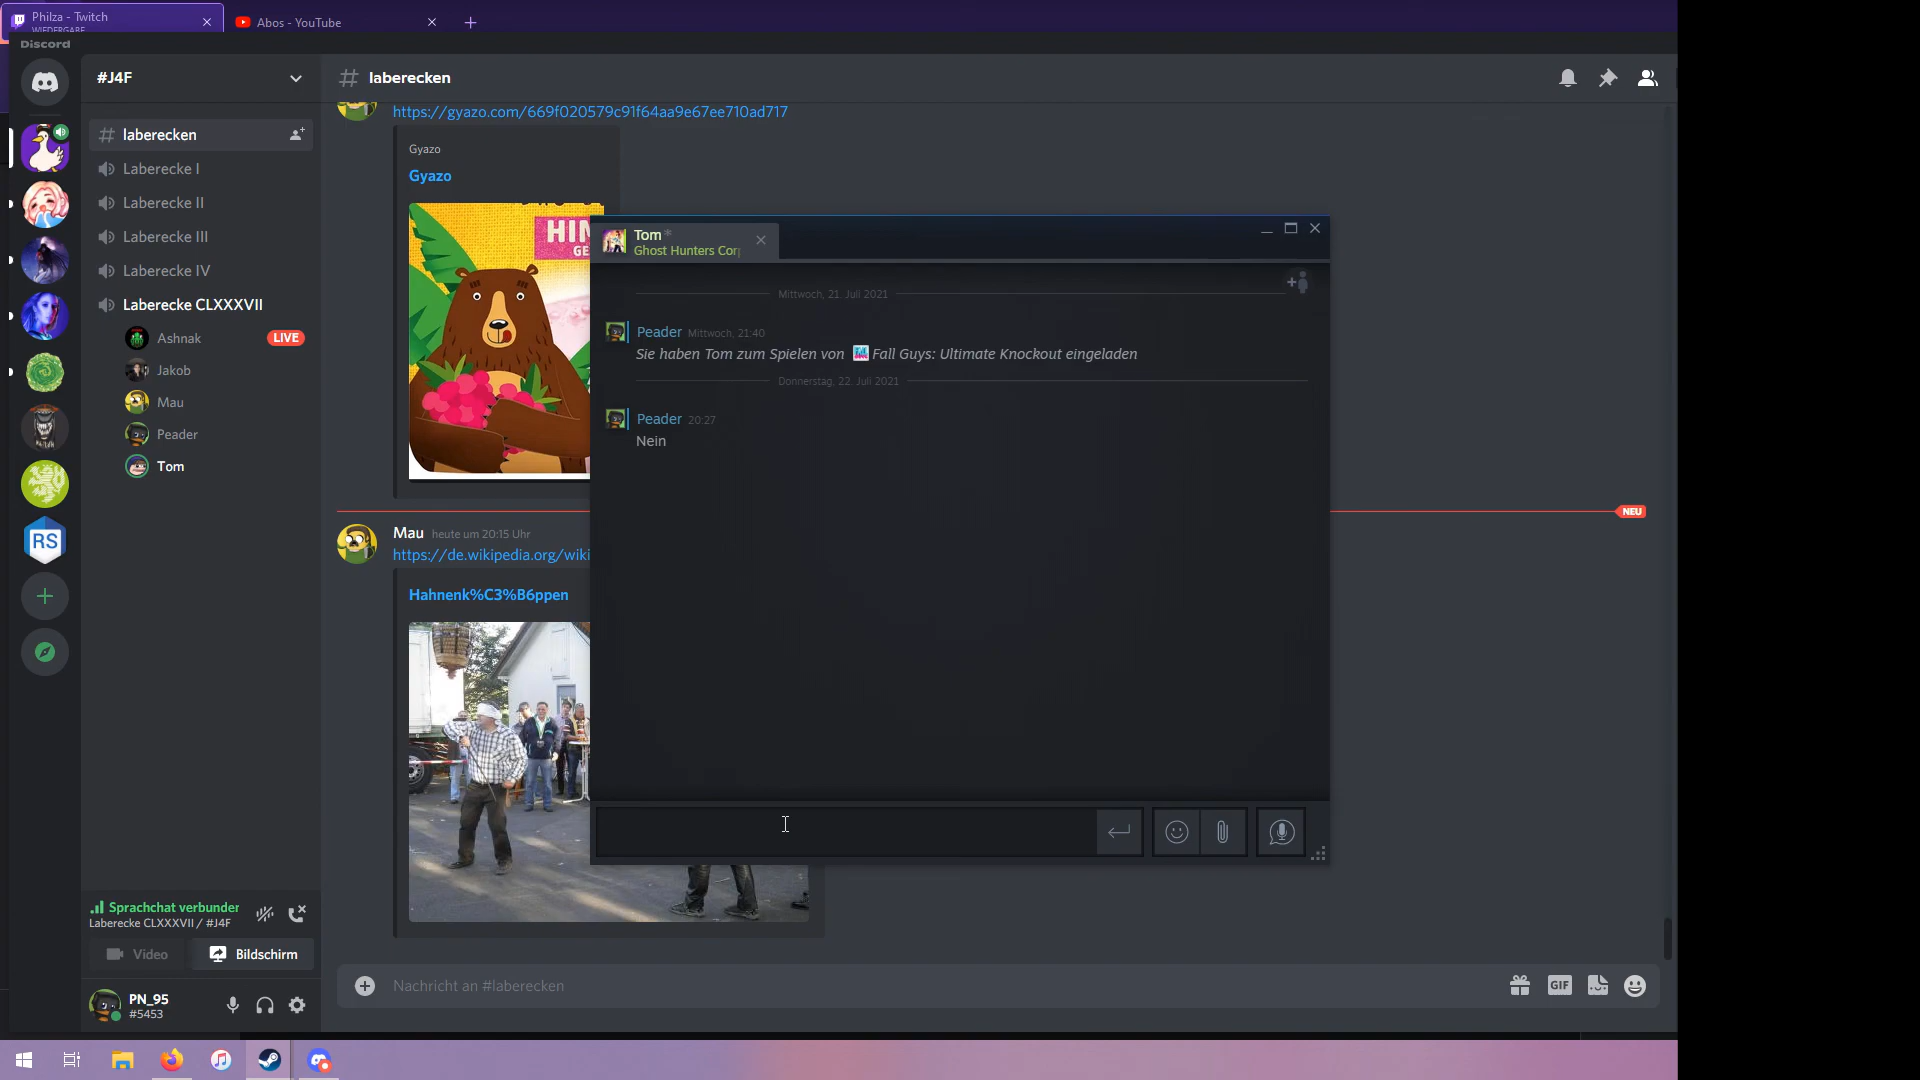 Philza - Twitch
WIEDERGABE
Abos - YouTube
Discord
#J4F
laberecken
Laberecke I
Laberecke II
Laberecke III
Laberecke IV
Laberecke CLXXXVII
Ashnak
LIVE
Jakob
Mau
Peader
Tom
Sprachchat verbunden
Laberecke CLXXXVII / #J4F
Video
Bildschirm
PN_95
#5453
laberecken
https://gyazo.com/669f020579c91f64aa9e67ee710ad717
Gyazo
Gyazo
HIM
GE
NEU
Mau heute um 20:15 Uhr
https://de.wikipedia.org/wiki
Hahnenk%C3%B6ppen
Nachricht an #laberecken
GIF
Tom *
Ghost Hunters Cor
Mittwoch, 21. Juli 2021
Peader Mittwoch, 21:40
Sie haben Tom zum Spielen von Fall Guys: Ultimate Knockout eingeladen
Donnerstag, 22. Juli 2021
Peader 20:27
Nein
RS